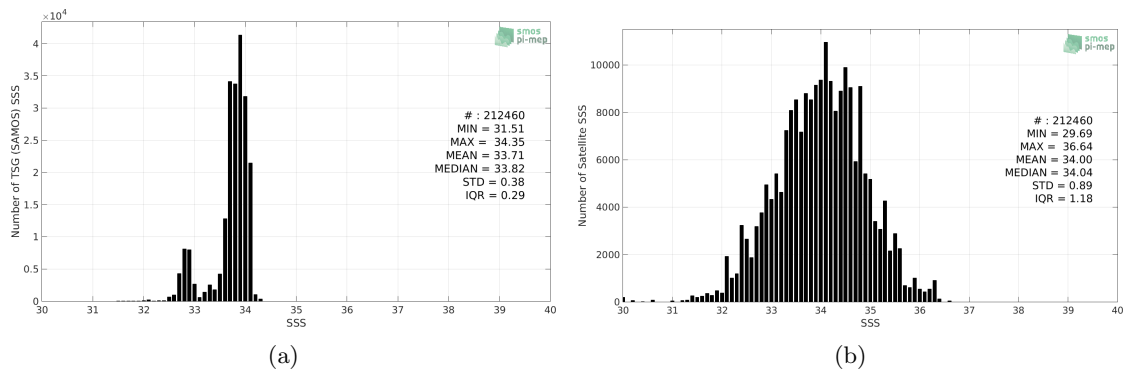 ×10⁴
4
3.5
3
2.5
2
1.5
1
0.5
0
Number of TSG (SAMOS) SSS
30 31 32 33 34 35 36 37 38 39 40
SSS
smos
pi-mep
# : 212460
MIN = 31.51
MAX = 34.35
MEAN = 33.71
MEDIAN = 33.82
STD = 0.38
IQR = 0.29
(a)
10000
8000
6000
4000
2000
0
Number of Satellite SSS
30 31 32 33 34 35 36 37 38 39 40
SSS
smos
pi-mep
# : 212460
MIN = 29.69
MAX = 36.64
MEAN = 34.00
MEDIAN = 34.04
STD = 0.89
IQR = 1.18
(b)